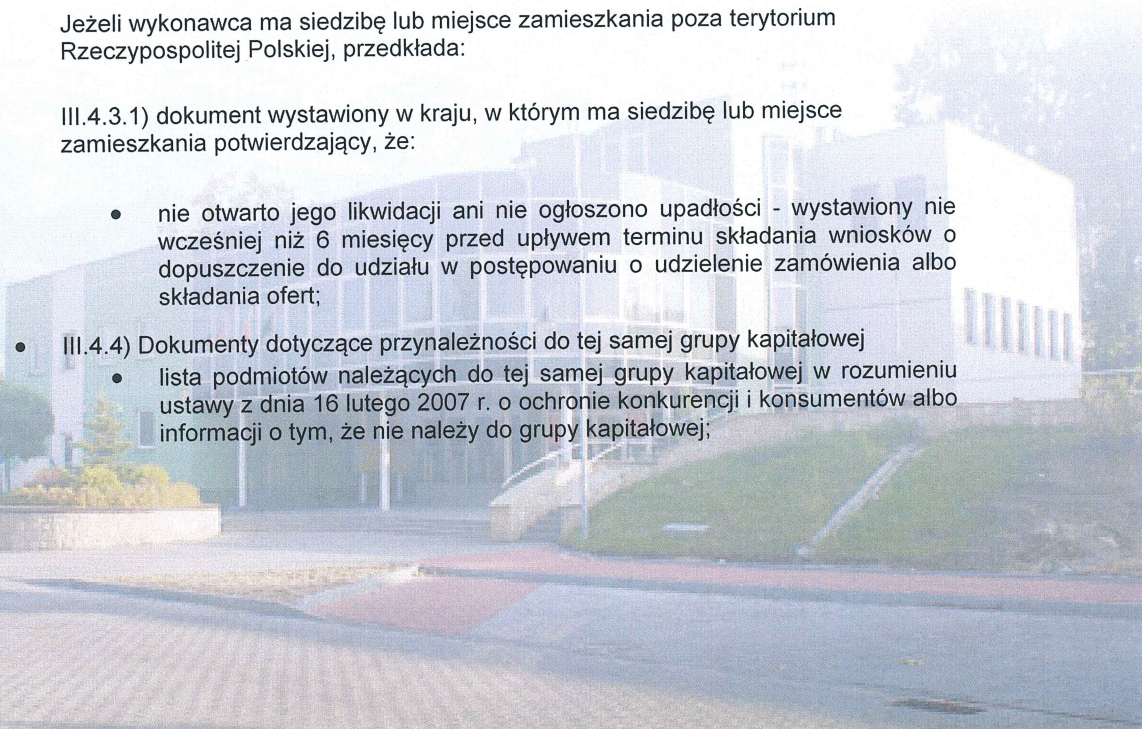 Jeżeli wykonawca ma siedzibę lub miejsce zamieszkania poza terytorium
Rzeczypospolitej Polskiej, przedkłada:
III.4.3.1) dokument wystawiony w kraju, w którym ma siedzibę lub miejsce
zamieszkania potwierdzający, że:
• nie otwarto jego likwidacji ani nie ogłoszono upadłości - wystawiony nie
wcześniej niż 6 miesięcy przed upływem terminu składania wniosków o
dopuszczenie do udziału w postępowaniu o udzielenie zamówienia albo
składania ofert;
• III.4.4) Dokumenty dotyczące przynależności do tej samej grupy kapitałowej
• lista podmiotów należących do tej samej grupy kapitałowej w rozumieniu
ustawy z dnia 16 lutego 2007 r. o ochronie konkurencji i konsumentów albo
informacji o tym, że nie należy do grupy kapitałowej;